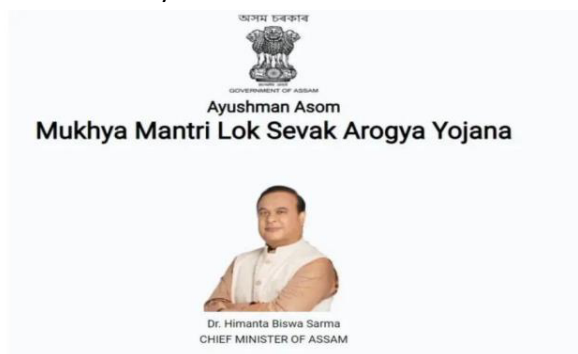 অসম চৰকাৰ
GOVERNMENT OF ASSAM
Ayushman Asom
Mukhya Mantri Lok Sevak Arogya Yojana
Dr. Himanta Biswa Sarma
CHIEF MINISTER OF ASSAM